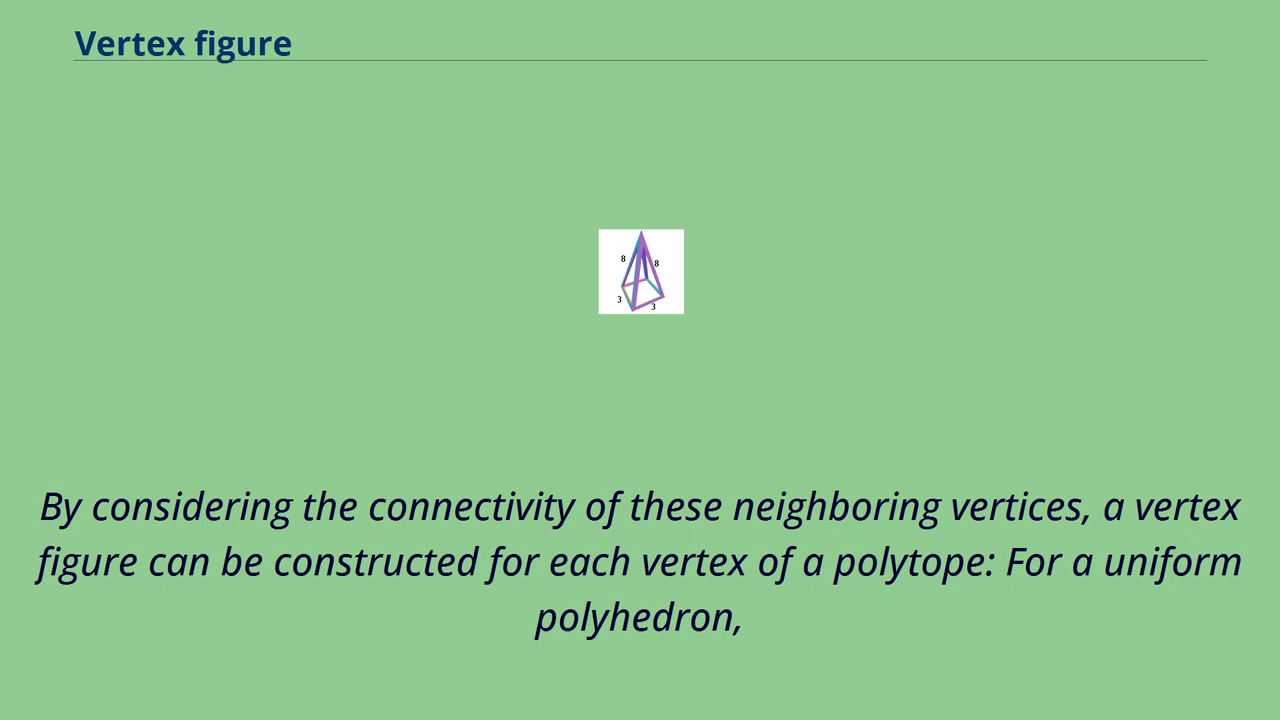 Vertex figure
8
8
3
3
By considering the connectivity of these neighboring vertices, a vertex
figure can be constructed for each vertex of a polytope: For a uniform
polyhedron,